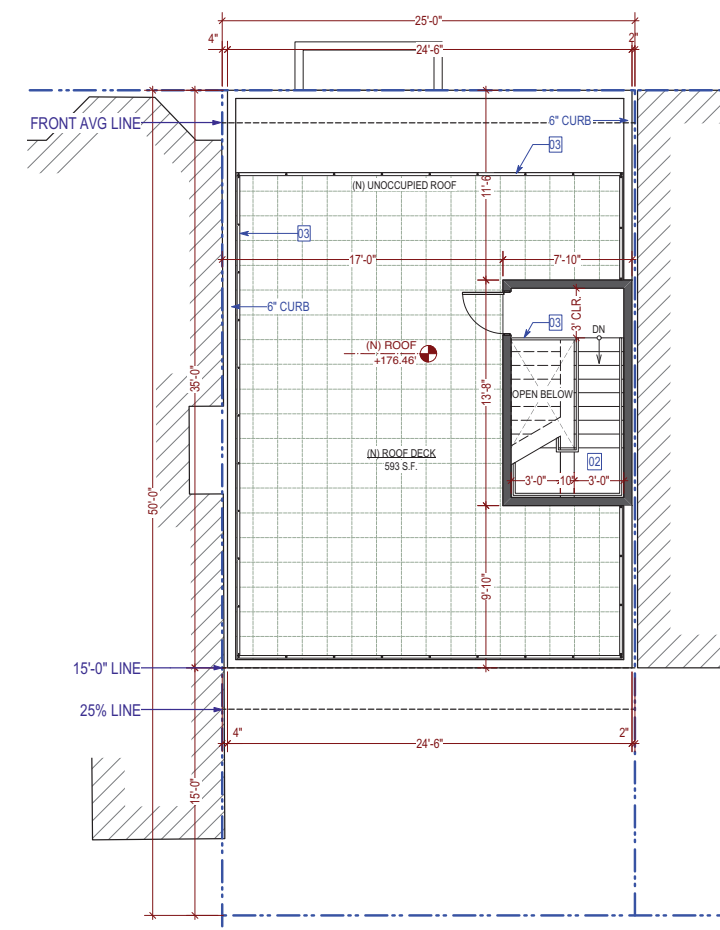 25'-0"
4"
24'-6"
2"
FRONT AVG LINE
6" CURB
03
(N) UNOCCUPIED ROOF
11'-6
03
17'-0"
7'-10"
6" CURB
3' CLR.
03
DN
(N) ROOF
+176.46'
35'-0"
13'-8"
OPEN BELOW
(N) ROOF DECK
593 S.F.
02
3'-0"
10"
3'-0"
50'-0"
9'-10"
15'-0" LINE
25% LINE
4"
24'-6"
2"
15'-0"